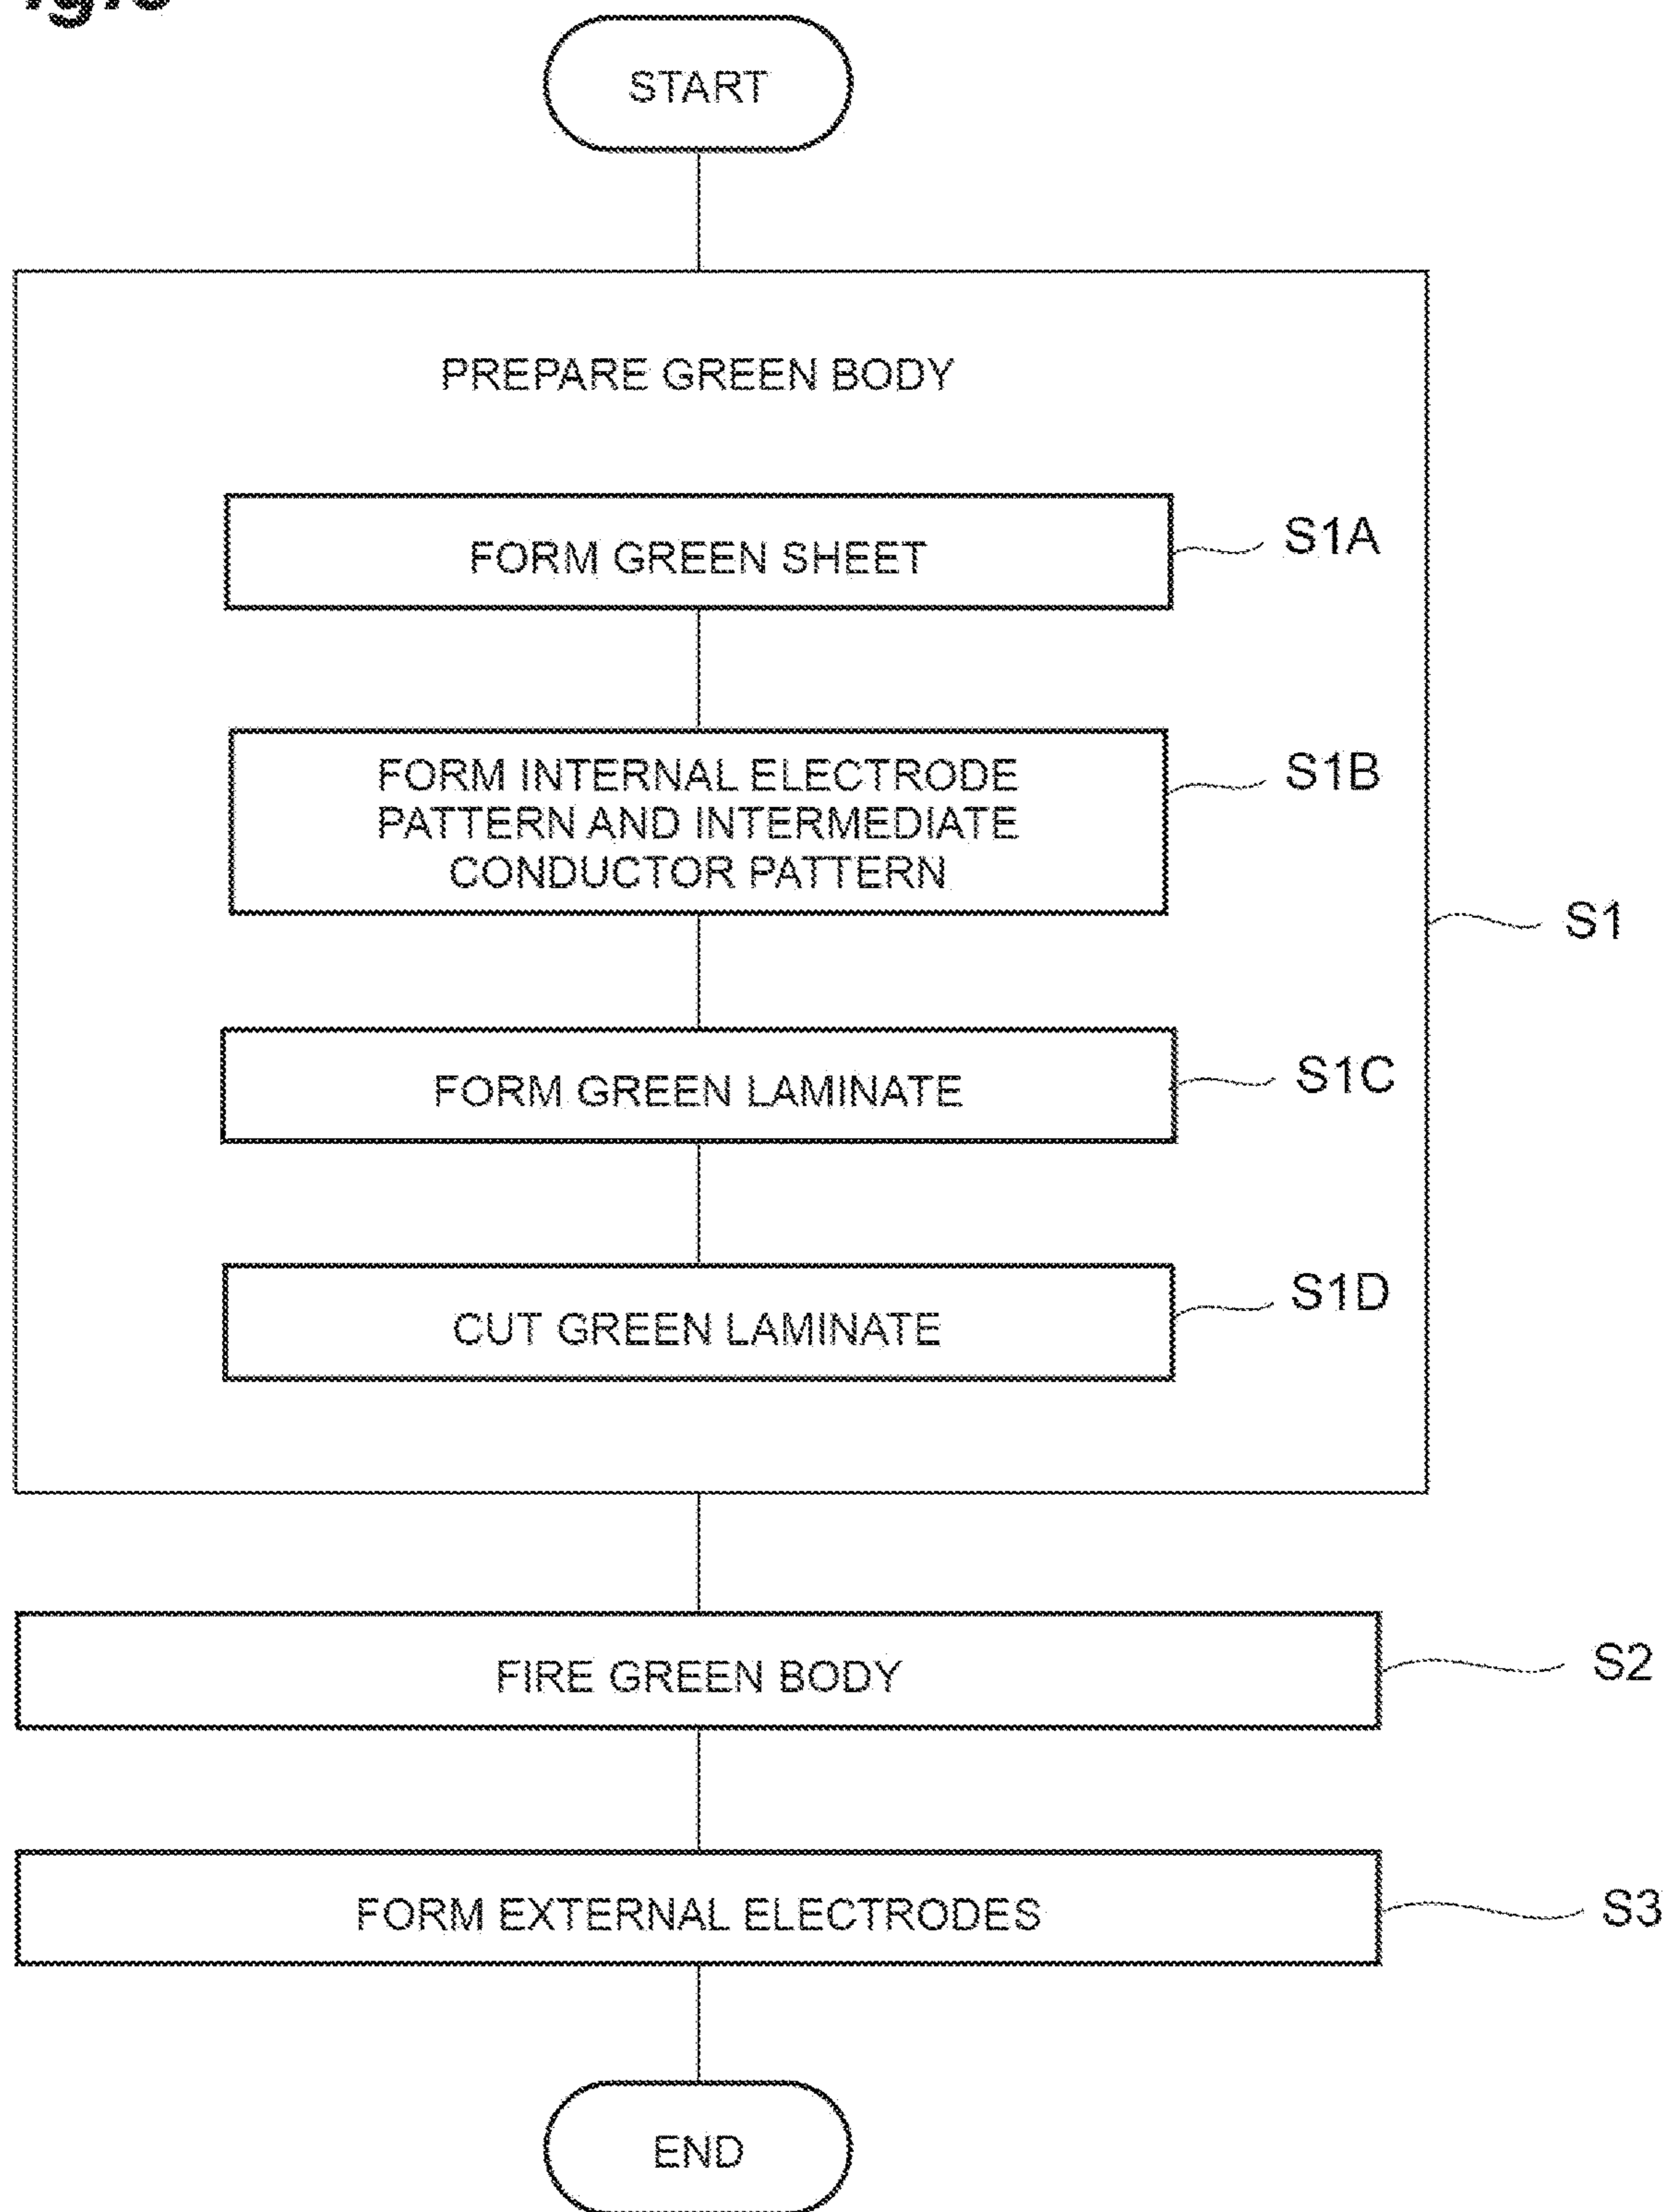 START
PREPARE GREEN BODY
FORM GREEN SHEET
S1A
FORM INTERNAL ELECTRODE
PATTERN AND INTERMEDIATE
CONDUCTOR PATTERN
S1B
S1
FORM GREEN LAMINATE
S1C
CUT GREEN LAMINATE
S1D
FIRE GREEN BODY
S2
FORM EXTERNAL ELECTRODES
S3
END